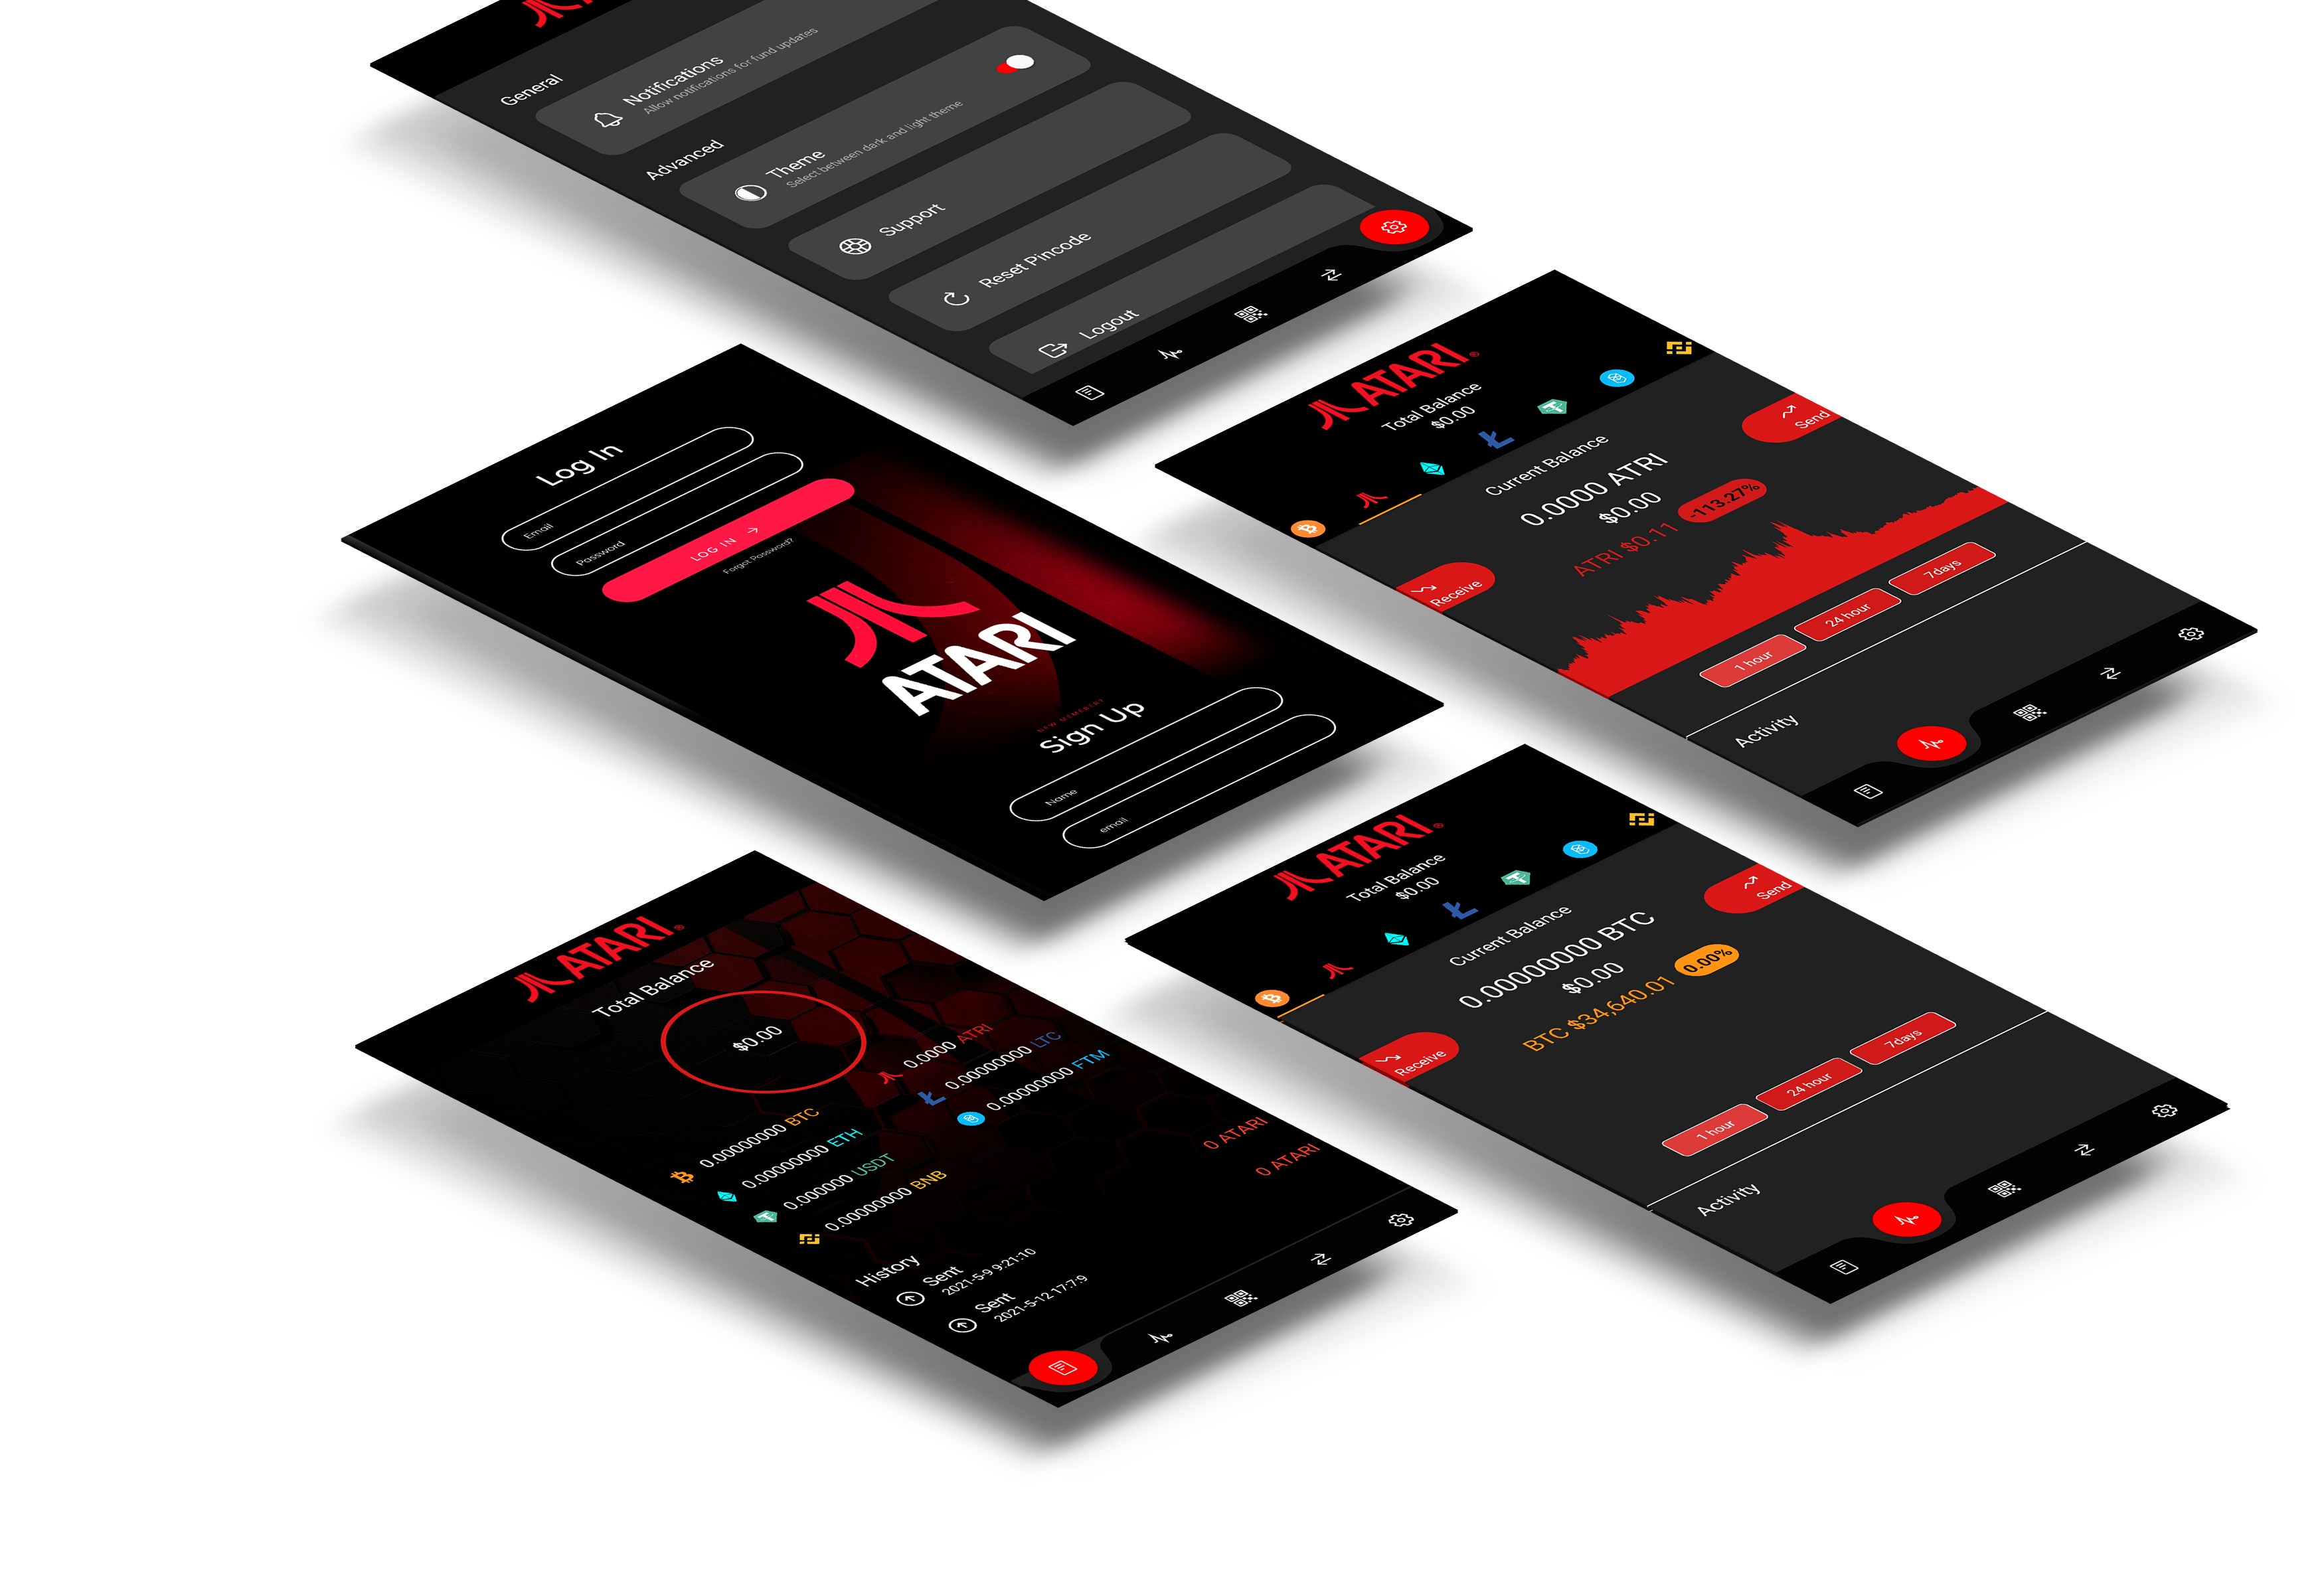 General
Notifications
Allow notifications for fund updates
Advanced
Theme
Select between dark and light theme
Support
Reset Pincode
Logout
Log In
Email
Password
LOG IN
Forgot Password?
ATARI
NEW MEMBER?
Sign Up
Name
email
ATARI®
Total Balance
$0.00
Current Balance
0.0000 ATRI
$0.00
ATRI $0.11 -113.27%
Receive
Send
1 hour
24 hour
7days
Activity
ATARI®
Total Balance
$0.00
0.00000000 BTC
0.0000 ATRI
0.00000000 ETH
0.00000000 LTC
0.000000 USDT
0.00000000 FTM
0.00000000 BNB
History
Sent
2021-5-9 9:21:10
0 ATARI
Sent
2021-5-12 17:7:9
0 ATARI
ATARI®
Total Balance
$0.00
Current Balance
0.00000000 BTC
$0.00
BTC $34,640.01 0.00%
Receive
Send
1 hour
24 hour
7days
Activity